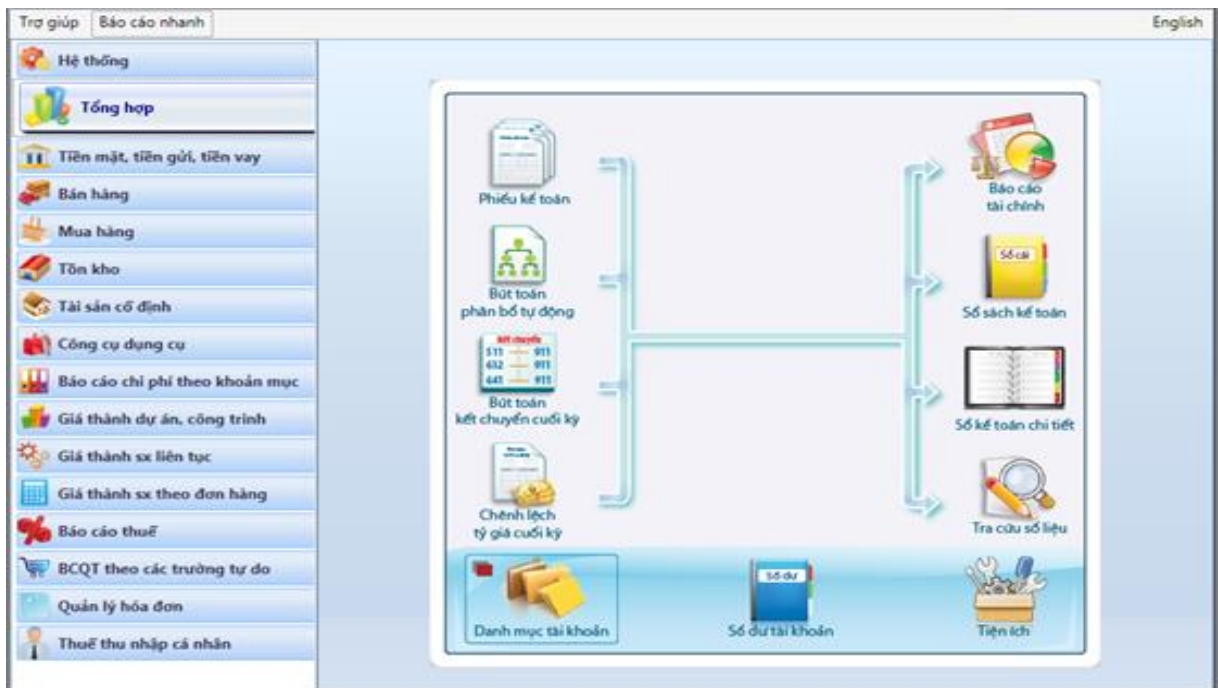 Trợ giúp Báo cáo nhanh English
Hệ thống
Tổng hợp
Tiền mặt, tiền gửi, tiền vay
Bán hàng
Mua hàng
Tồn kho
Tài sản cố định
Công cụ dụng cụ
Báo cáo chi phí theo khoản mục
Giá thành dự án, công trình
Giá thành sx liên tục
Giá thành sx theo đơn hàng
Báo cáo thuế
BCQT theo các trường tự do
Quản lý hóa đơn
Thuế thu nhập cá nhân
Phiếu kế toán
Bút toán
phân bổ tự động
Kết chuyển
511 911
632 911
641 911
Bút toán
kết chuyển cuối kỳ
Chênh lệch
tỷ giá cuối kỳ
Báo cáo
tài chính
Sổ cái
Sổ sách kế toán
Sổ kế toán chi tiết
Tra cứu số liệu
Danh mục tài khoản
Số dư
Số dư tài khoản
Tiện ích